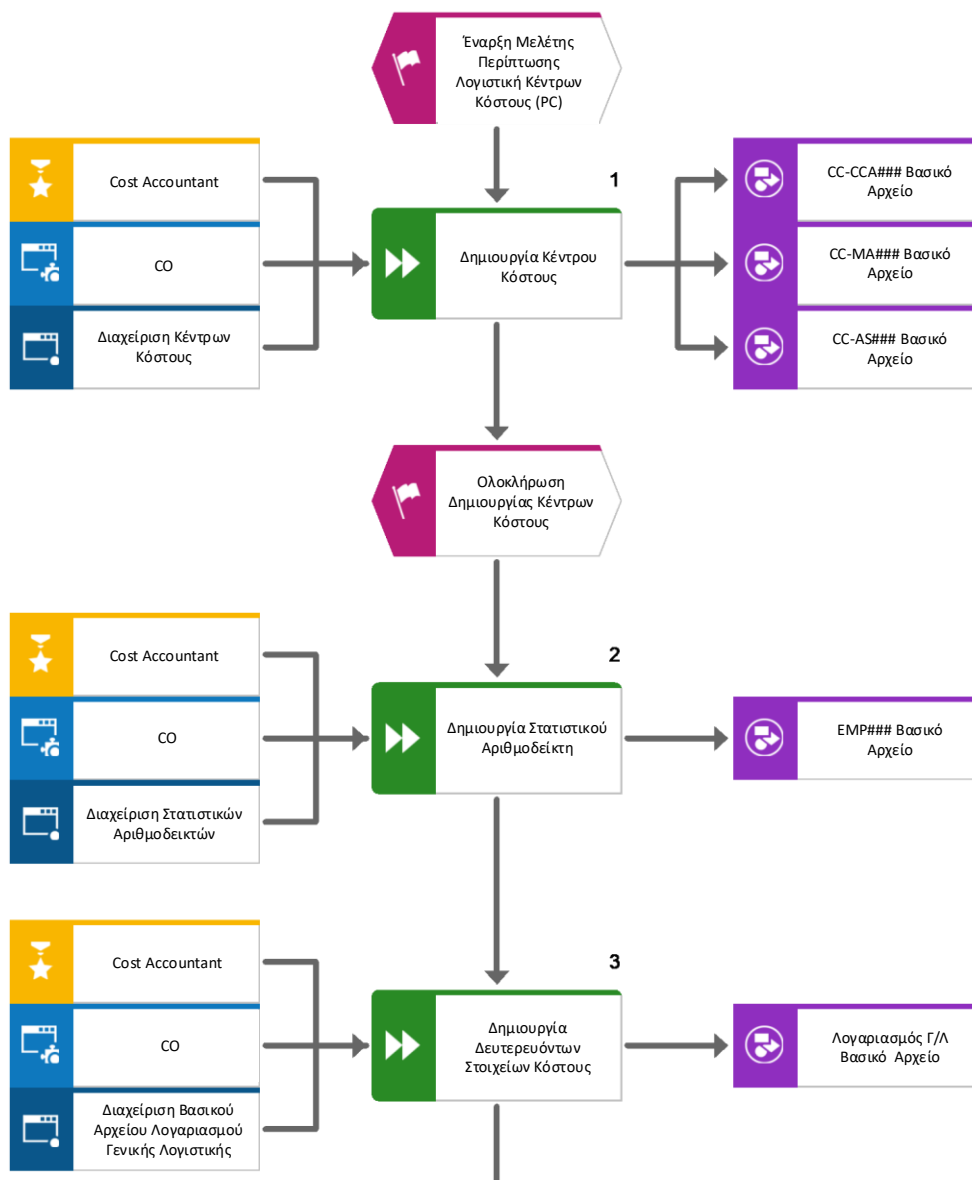 Έναρξη Μελέτης
Περίπτωσης
Λογιστική Κέντρων
Κόστους (PC)
Cost Accountant
CO
Διαχείριση Κέντρων
Κόστους
1
Δημιουργία Κέντρου
Κόστους
CC-CCA### Βασικό
Αρχείο
CC-MA### Βασικό
Αρχείο
CC-AS### Βασικό
Αρχείο
Ολοκλήρωση
Δημιουργίας Κέντρων
Κόστους
Cost Accountant
CO
Διαχείριση Στατιστικών
Αριθμοδεικτών
2
Δημιουργία Στατιστικού
Αριθμοδείκτη
EMP### Βασικό
Αρχείο
Cost Accountant
CO
Διαχείριση Βασικού
Αρχείου Λογαριασμού
Γενικής Λογιστικής
3
Δημιουργία
Δευτερευόντων
Στοιχείων Κόστους
Λογαριασμός Γ/Λ
Βασικό Αρχείο